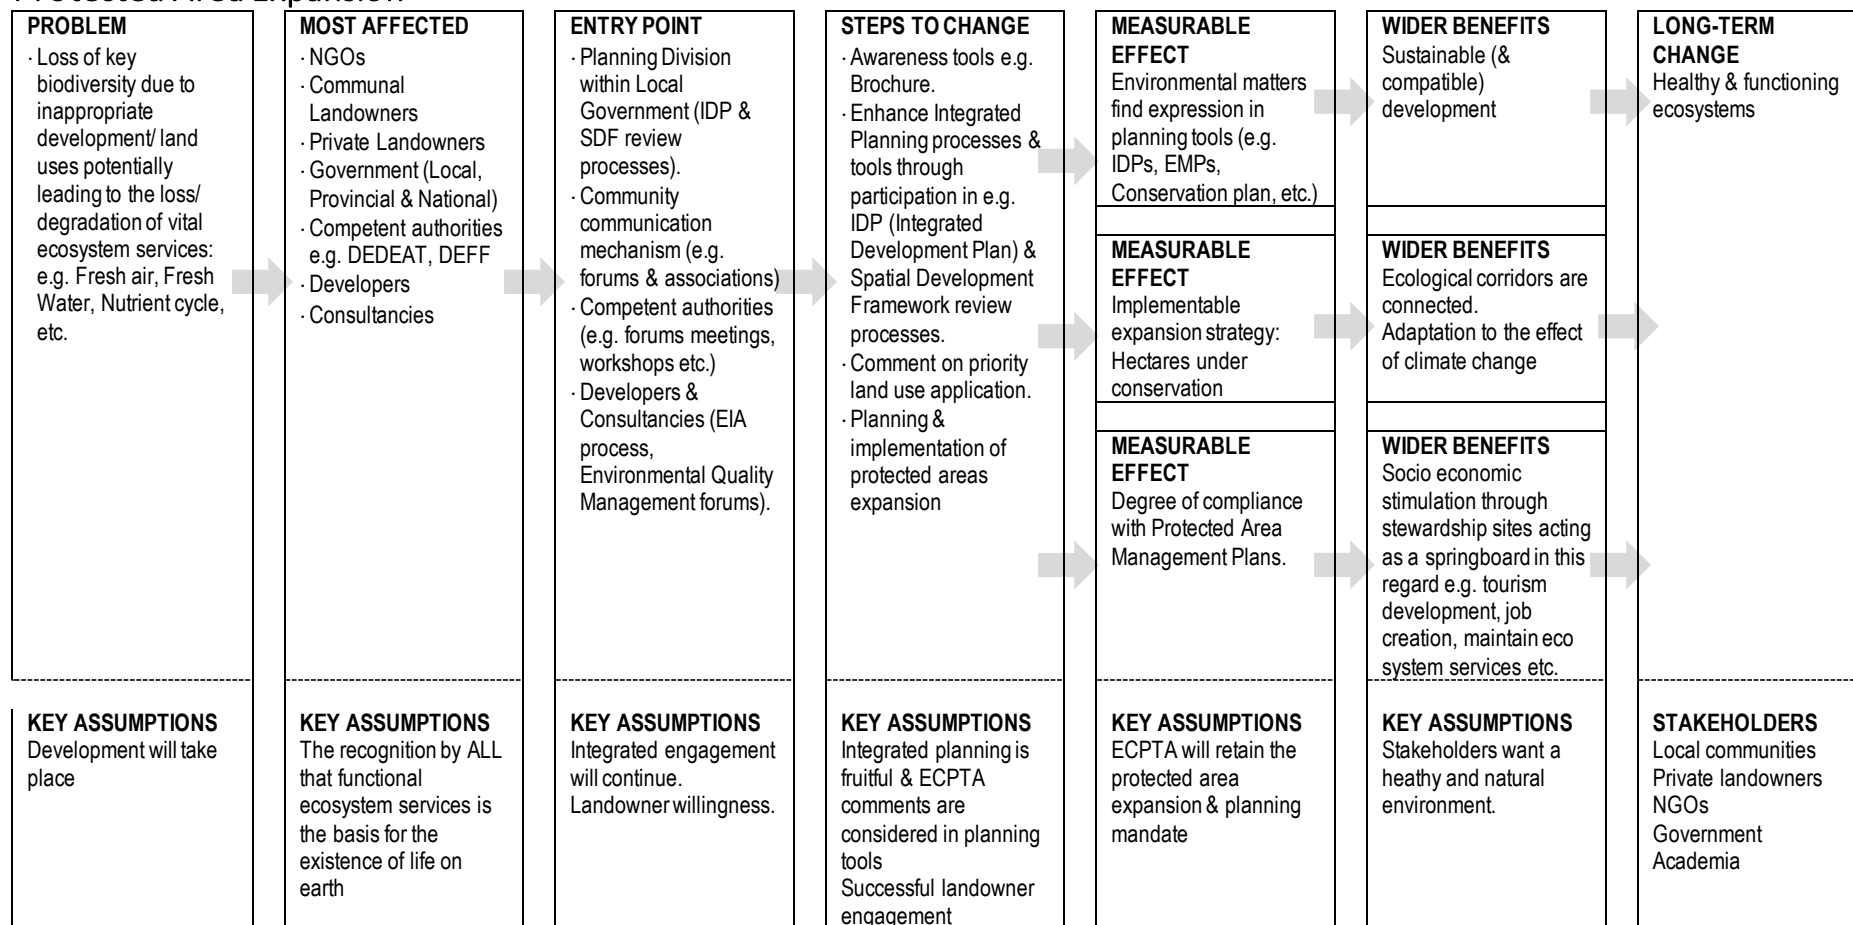 Protected Area Expansion
PROBLEM
· Loss of key
biodiversity due to
inappropriate
development/ land
uses potentially
leading to the loss/
degradation of vital
ecosystem services:
e.g. Fresh air, Fresh
Water, Nutrient cycle,
etc.
KEY ASSUMPTIONS
Development will take
place
MOST AFFECTED
· NGOs
· Communal
Landowners
· Private Landowners
· Government (Local,
Provincial & National)
· Competent authorities
e.g. DEDEAT, DEFF
· Developers
· Consultancies
KEY ASSUMPTIONS
The recognition by ALL
that functional
ecosystem services is
the basis for the
existence of life on
earth
ENTRY POINT
· Planning Division
within Local
Government (IDP &
SDF review
processes).
· Community
communication
mechanism (e.g.
forums & associations)
· Competent authorities
(e.g. forums meetings,
workshops etc.)
· Developers &
Consultancies (EIA
process,
Environmental Quality
Management forums).
KEY ASSUMPTIONS
Integrated engagement
will continue.
Landowner willingness.
STEPS TO CHANGE
· Awareness tools e.g.
Brochure.
· Enhance Integrated
Planning processes &
tools through
participation in e.g.
IDP (Integrated
Development Plan) &
Spatial Development
Framework review
processes.
· Comment on priority
land use application.
· Planning &
implementation of
protected areas
expansion
KEY ASSUMPTIONS
Integrated planning is
fruitful & ECPTA
comments are
considered in planning
tools
Successful landowner
engagement
MEASURABLE
EFFECT
Environmental matters
find expression in
planning tools (e.g.
IDPs, EMPs,
Conservation plan, etc.)
MEASURABLE
EFFECT
Implementable
expansion strategy:
Hectares under
conservation
MEASURABLE
EFFECT
Degree of compliance
with Protected Area
Management Plans.
KEY ASSUMPTIONS
ECPTA will retain the
protected area
expansion & planning
mandate
WIDER BENEFITS
Sustainable (&
compatible)
development
WIDER BENEFITS
Ecological corridors are
connected.
Adaptation to the effect
of climate change
WIDER BENEFITS
Socio economic
stimulation through
stewardship sites acting
as a springboard in this
regard e.g. tourism
development, job
creation, maintain eco
system services etc.
KEY ASSUMPTIONS
Stakeholders want a
heathy and natural
environment.
LONG-TERM
CHANGE
Healthy & functioning
ecosystems
STAKEHOLDERS
Local communities
Private landowners
NGOs
Government
Academia